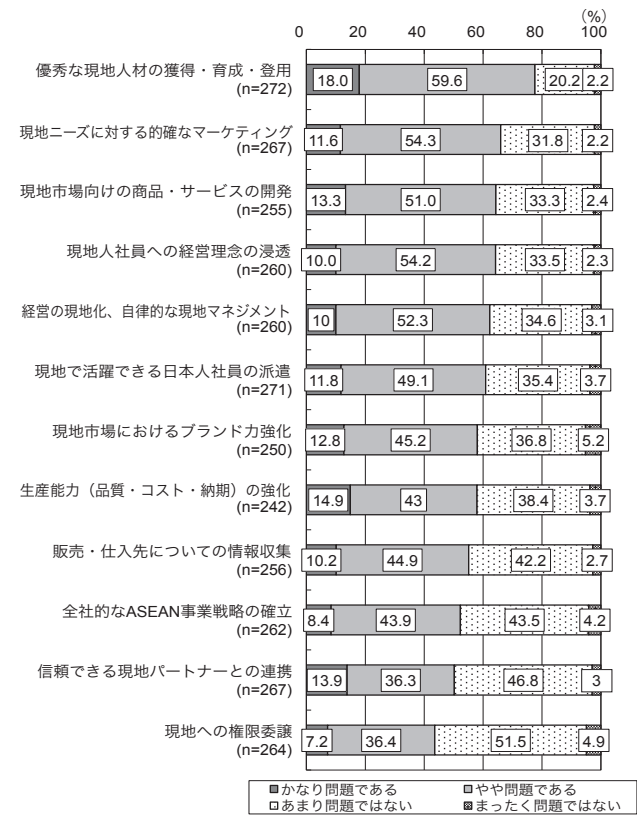 (%)
0 20 40 60 80 100
優秀な現地人材の獲得・育成・登用
(n=272)
18.0 59.6 20.2 2.2
現地ニーズに対する的確なマーケティング
(n=267)
11.6 54.3 31.8 2.2
現地市場向けの商品・サービスの開発
(n=255)
13.3 51.0 33.3 2.4
現地人社員への経営理念の浸透
(n=260)
10.0 54.2 33.5 2.3
経営の現地化、自律的な現地マネジメント
(n=260)
10 52.3 34.6 3.1
現地で活躍できる日本人社員の派遣
(n=271)
11.8 49.1 35.4 3.7
現地市場におけるブランド力強化
(n=250)
12.8 45.2 36.8 5.2
生産能力（品質・コスト・納期）の強化
(n=242)
14.9 43 38.4 3.7
販売・仕入先についての情報収集
(n=256)
10.2 44.9 42.2 2.7
全社的なASEAN事業戦略の確立
(n=262)
8.4 43.9 43.5 4.2
信頼できる現地パートナーとの連携
(n=267)
13.9 36.3 46.8 3
現地への権限委譲
(n=264)
7.2 36.4 51.5 4.9
かなり問題である やや問題である
あまり問題ではない まったく問題ではない